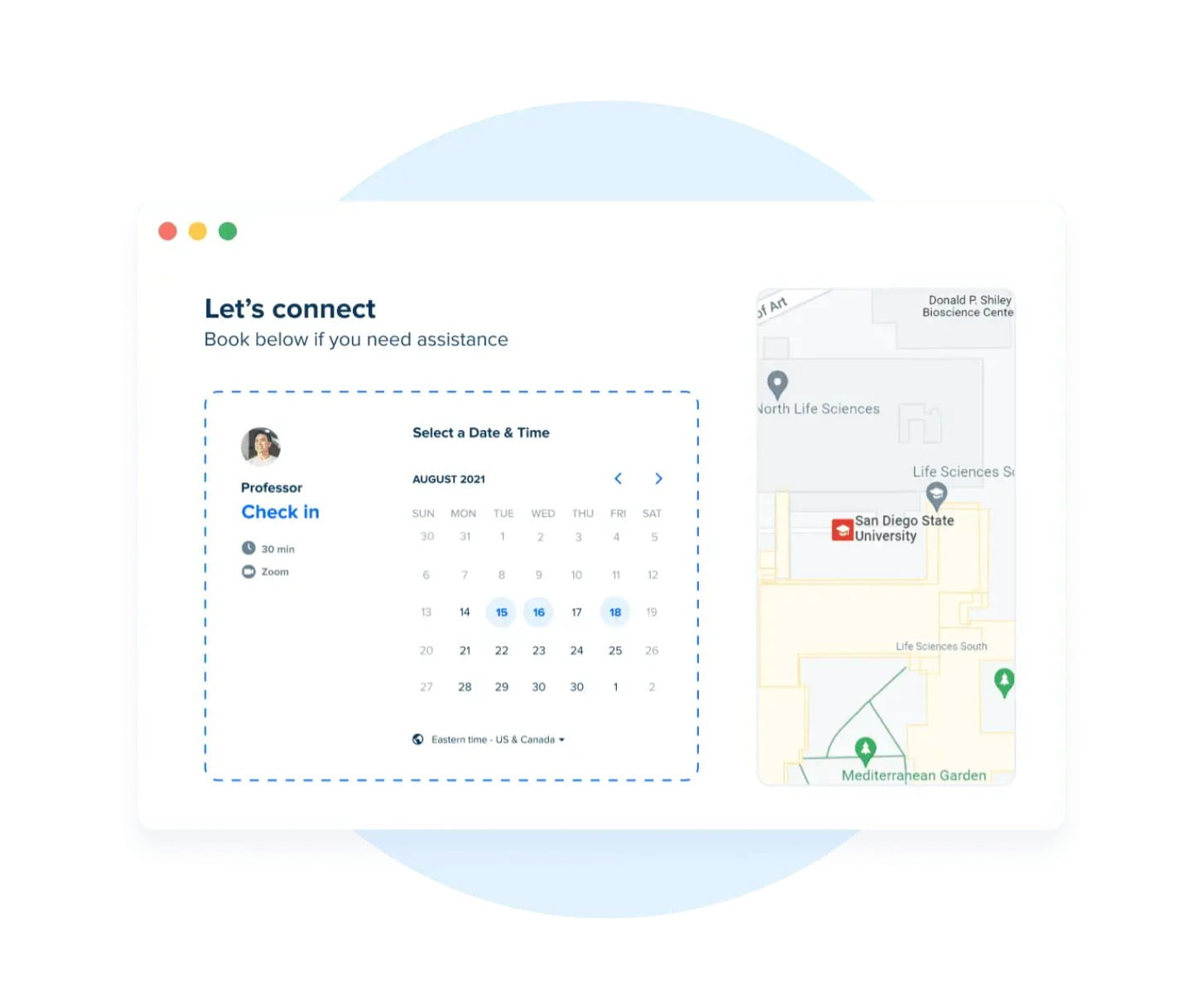 Let's connect
Book below if you need assistance
Professor
Check in
30 min
Zoom
Select a Date & Time
AUGUST 2021
SUN MON TUE WED THU FRI SAT
30 31 1 2 3 4 5
6 7 8 9 10 11 12
13 14 15 16 17 18 19
20 21 22 23 24 25 26
27 28 29 30 30 1 2
Eastern time - US & Canada
of Art
Donald P. Shiley
Bioscience Cente
North Life Sciences
Life Sciences So
San Diego State
University
Life Sciences South
Mediterranean Garden